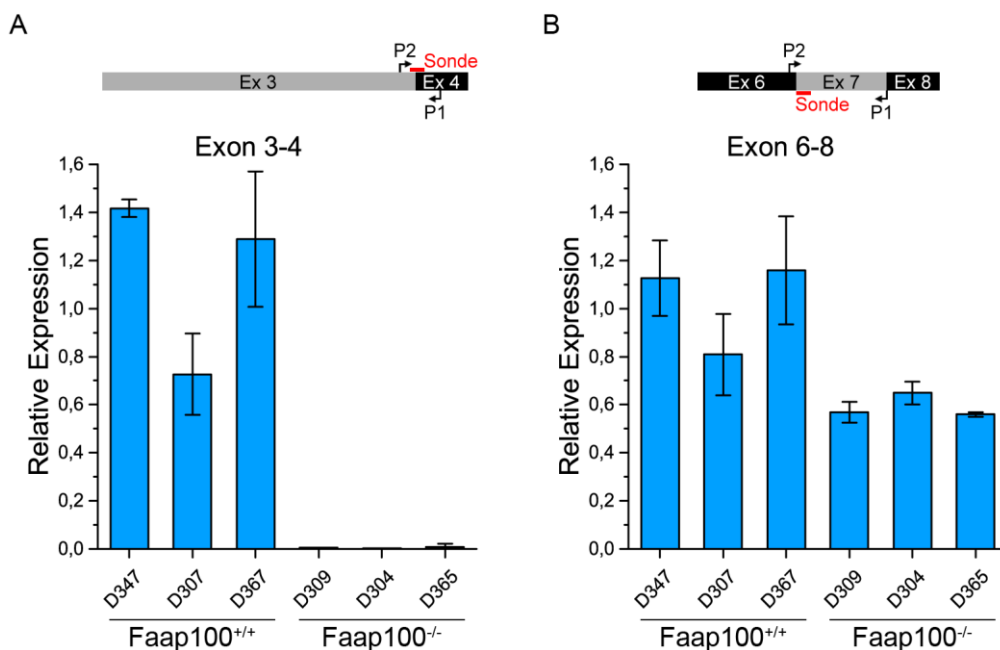 A
P2
Sonde
Ex 3
Ex 4
P1
Exon 3-4
Relative Expression
1,6
1,4
1,2
1,0
0,8
0,6
0,4
0,2
0,0
D347
D307
D367
D309
D304
D365
Faap100+/+
Faap100-/-
B
P2
Ex 6
Ex 7
Ex 8
Sonde
P1
Exon 6-8
Relative Expression
1,6
1,4
1,2
1,0
0,8
0,6
0,4
0,2
0,0
D347
D307
D367
D309
D304
D365
Faap100+/+
Faap100-/-